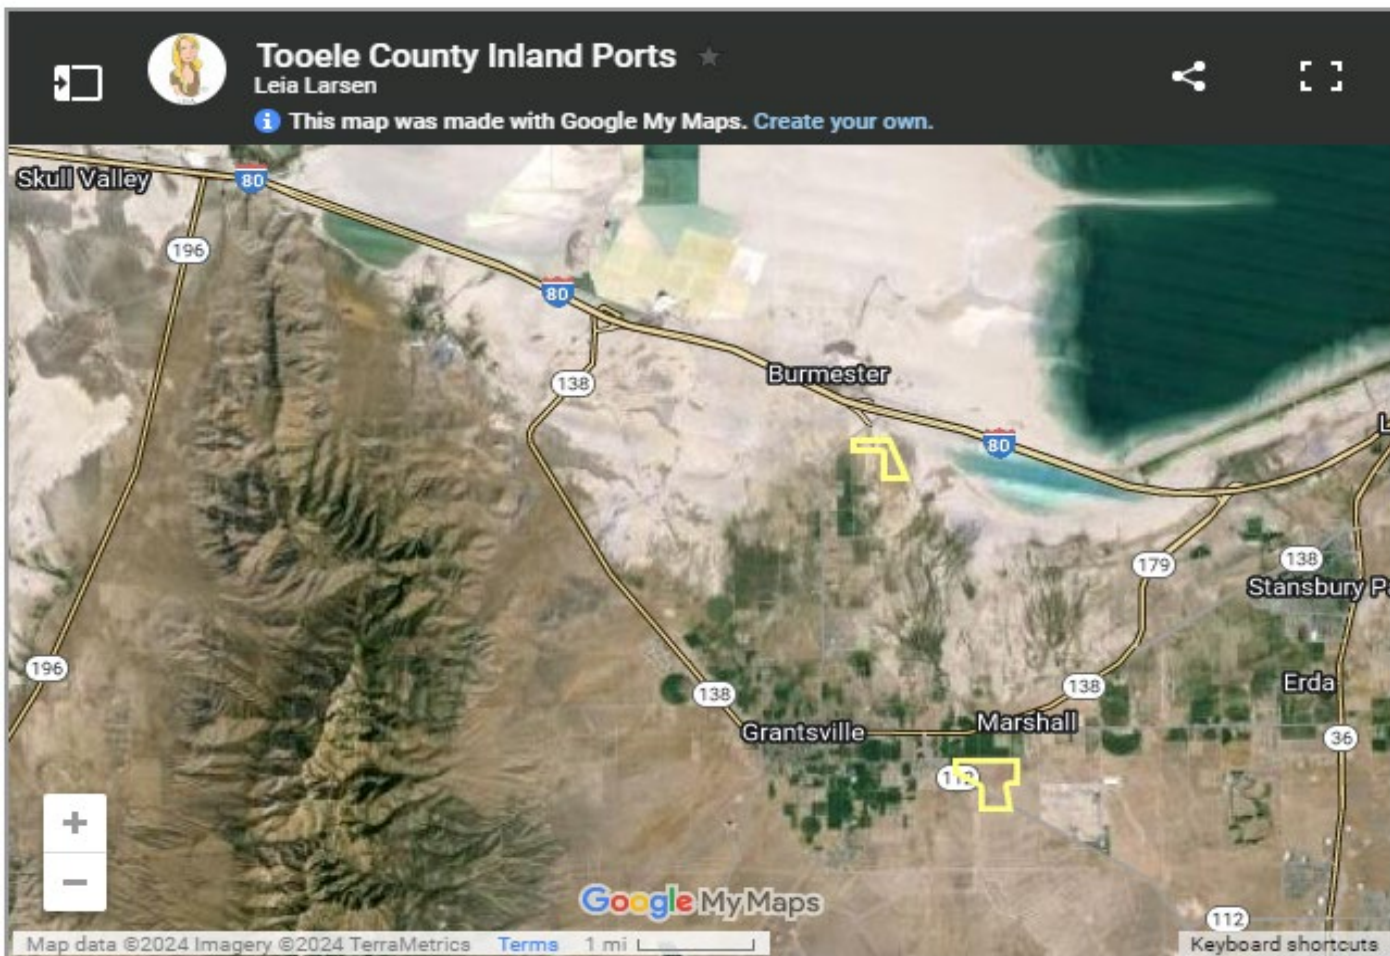 Tooele County Inland Ports
Leia Larsen
This map was made with Google My Maps. Create your own.
Skull Valley
80
196
80
138
Burmester
80
179
138
Stansbury Pa
196
138
138
Erda
Grantsville
Marshall
36
112
+
−
Google My Maps
112
Map data ©2024 Imagery ©2024 TerraMetrics Terms 1 mi
Keyboard shortcuts